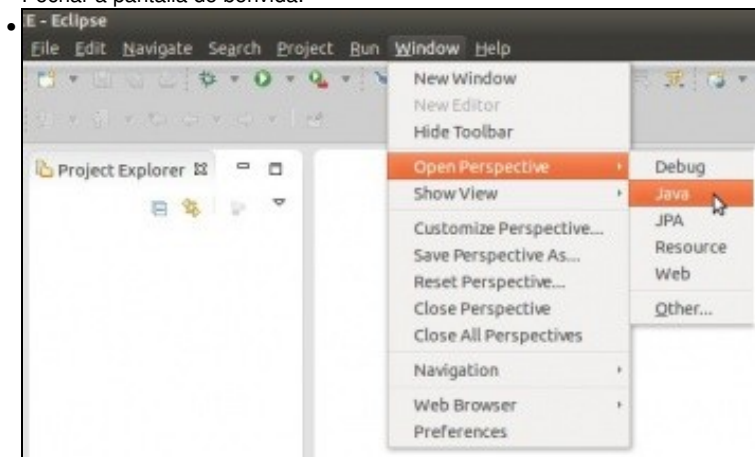 Pechar a pantalla de benvida.
E - Eclipse
File Edit Navigate Search Project Run Window Help
New Window
New Editor
Hide Toolbar
Project Explorer
Open Perspective
Debug
Show View
Java
JPA
Customize Perspective...
Resource
Save Perspective As...
Web
Reset Perspective...
Close Perspective
Other...
Close All Perspectives
Navigation
Web Browser
Preferences